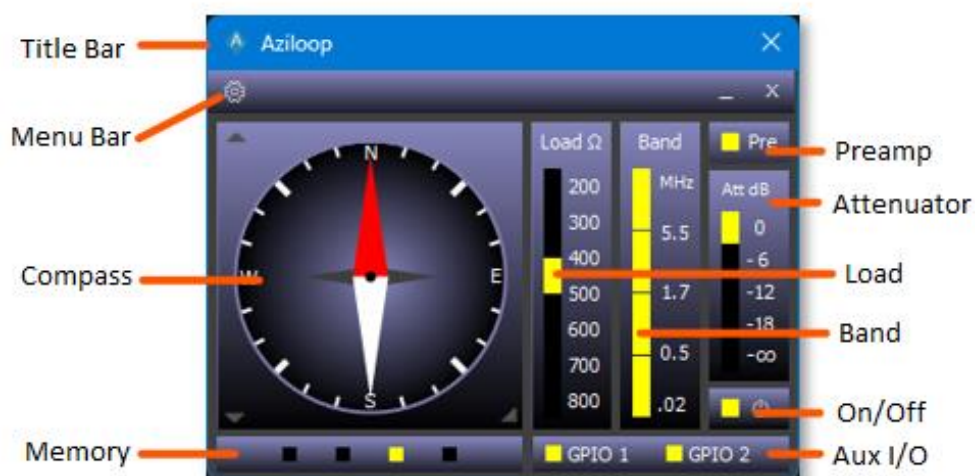 Title Bar
Aziloop
Menu Bar
Compass
N
E
S
W
Load Ω
200
300
400
500
600
700
800
Band
MHz
5.5
1.7
0.5
.02
Pre
Preamp
Att dB
Attenuator
0
-6
-12
-18
-∞
Load
Band
On/Off
Memory
GPIO 1
GPIO 2
Aux I/O